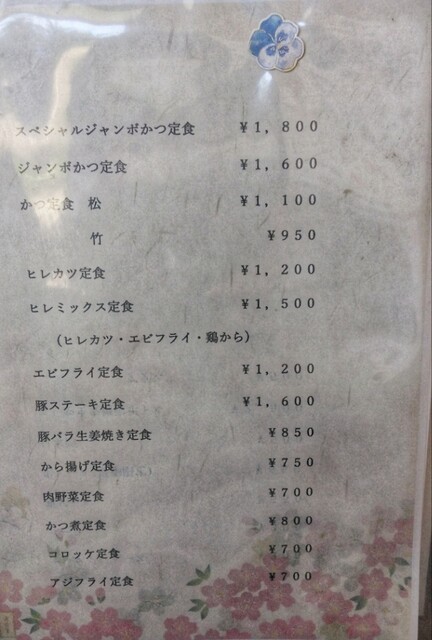 スペシャルジャンボかつ定食 ¥1,800
ジャンボかつ定食 ¥1,600
かつ定食 松 ¥1,100
竹 ¥950
ヒレカツ定食 ¥1,200
ヒレミックス定食 ¥1,500
(ヒレカツ・エビフライ・鶏から)
エビフライ定食 ¥1,200
豚ステーキ定食 ¥1,600
豚バラ生姜焼き定食 ¥850
から揚げ定食 ¥750
肉野菜定食 ¥700
かつ煮定食 ¥800
コロッケ定食 ¥700
アジフライ定食 ¥700